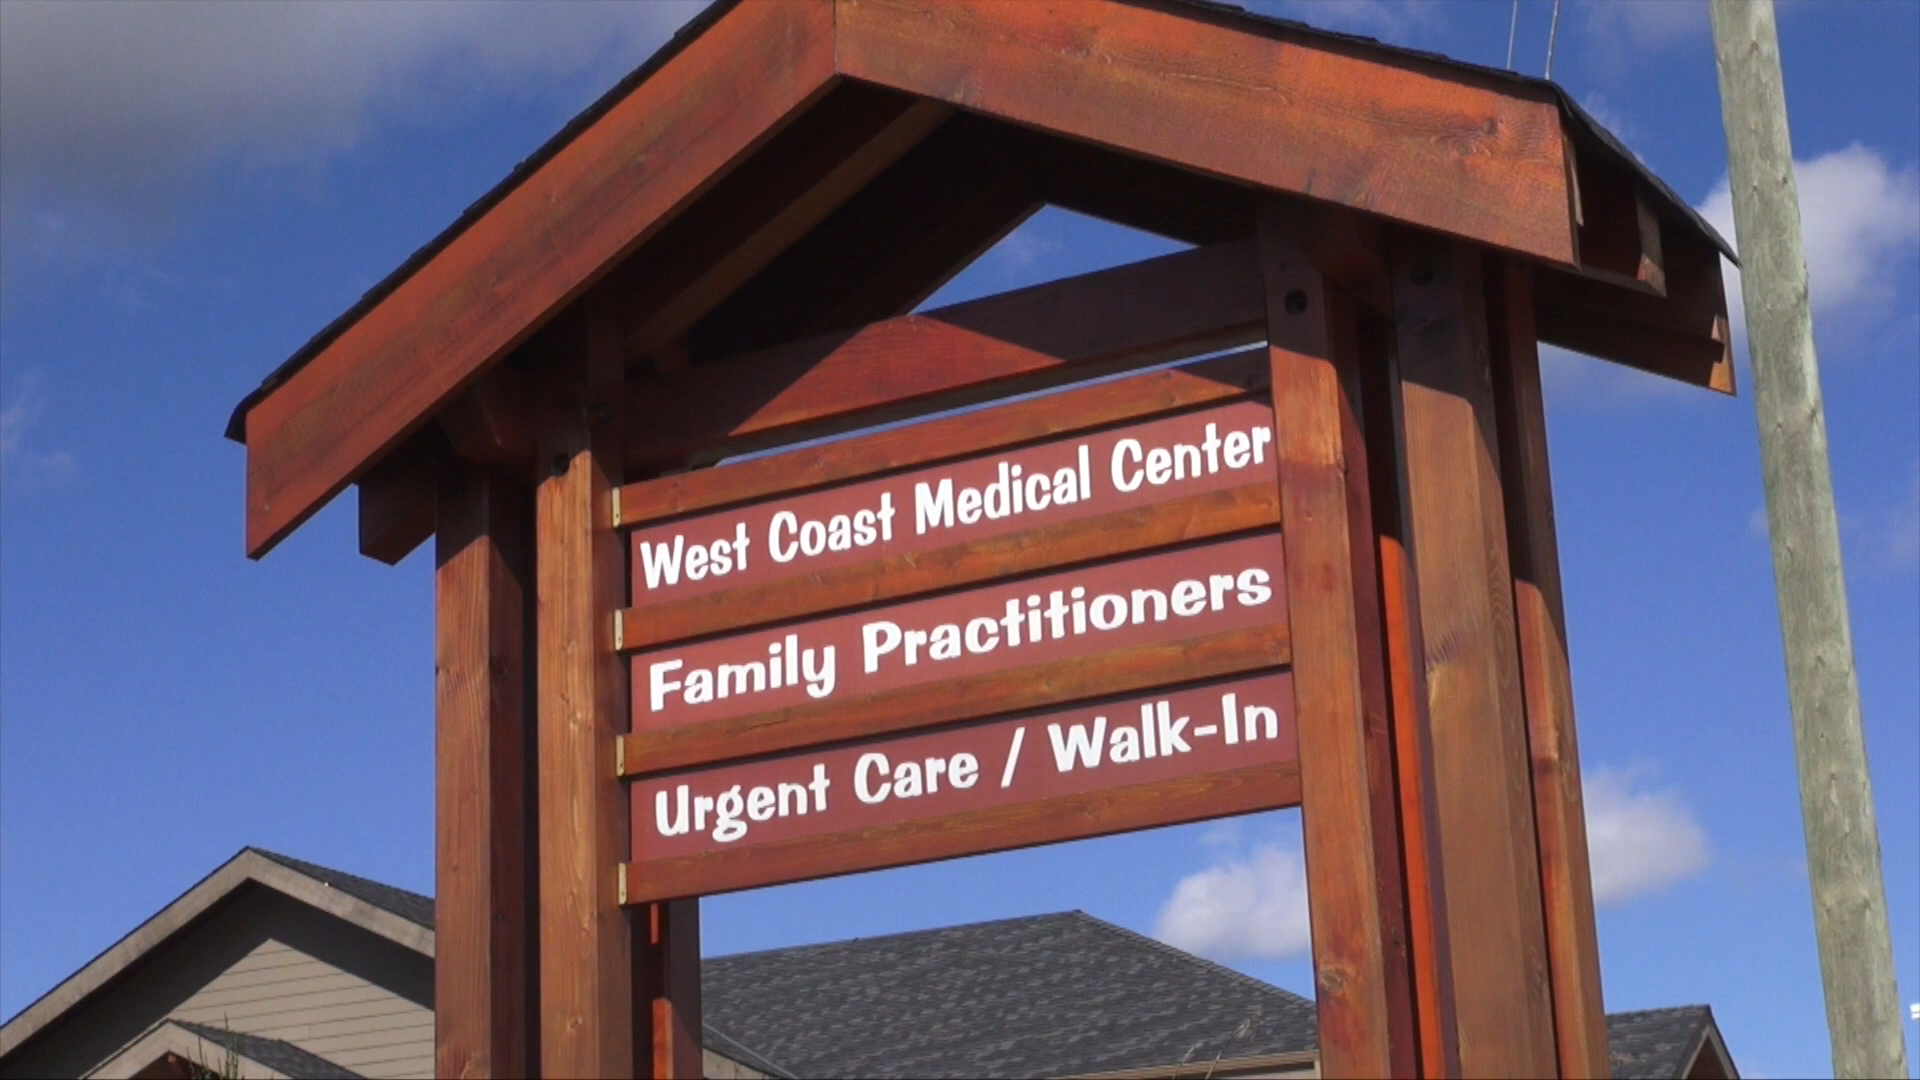 West Coast Medical Center
Family Practitioners
Urgent Care / Walk-In